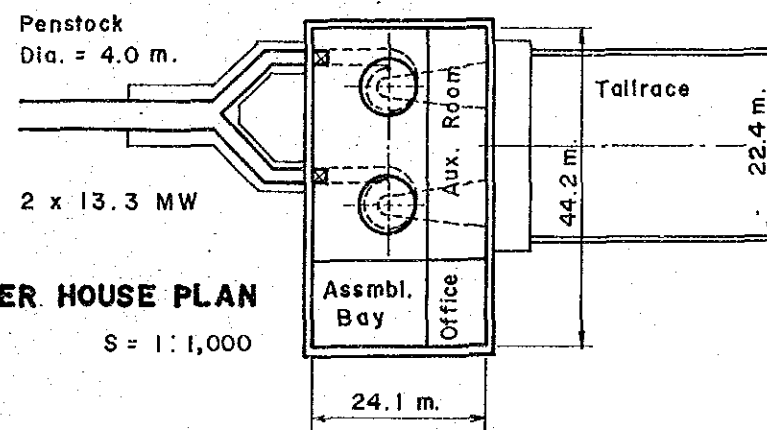 Penstock
Dia. = 4.0 m.
Tailrace
Aux. Room
22.4 m.
44.2 m.
2 x 13.3 MW
ER HOUSE PLAN
S = 1:1,000
Assmbl.
Bay
Office
24.1 m.